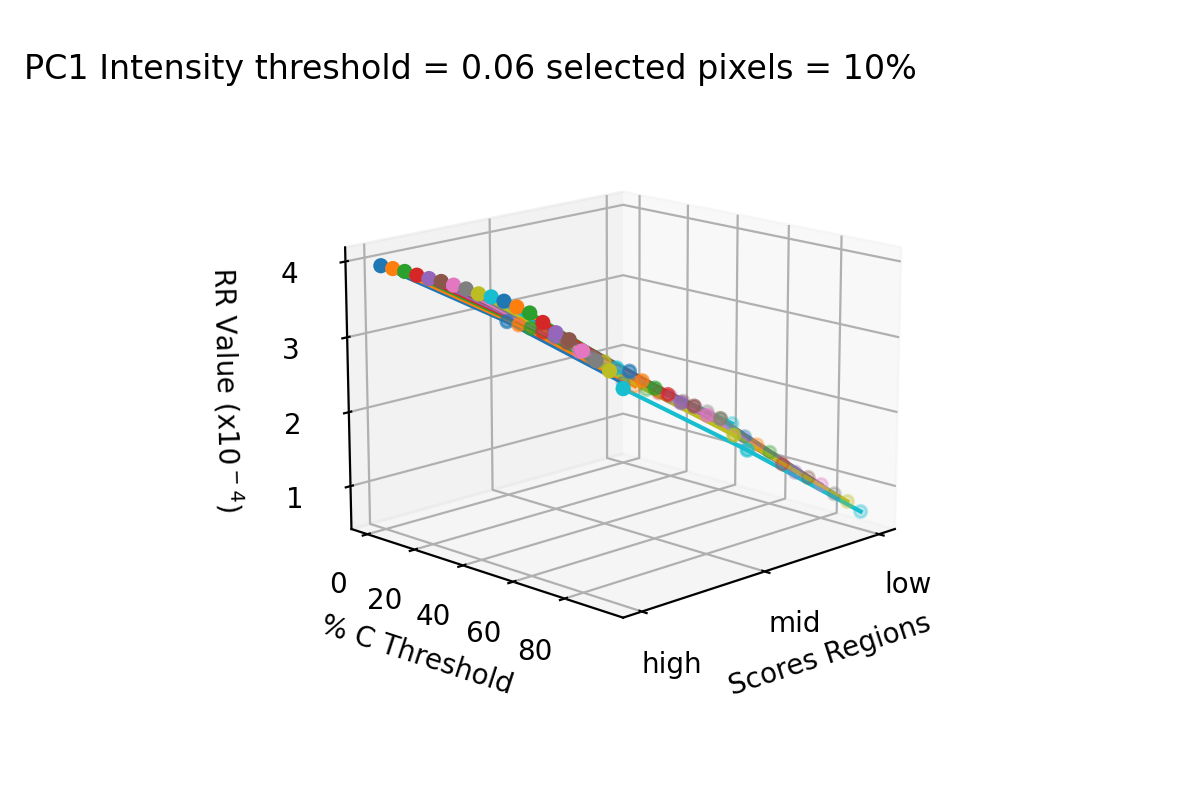 PC1 Intensity threshold = 0.06 selected pixels = 10%
RR Value (x10⁻⁴)
4
3
2
1
0
20
40
60
80
% C Threshold
high
mid
low
Scores Regions